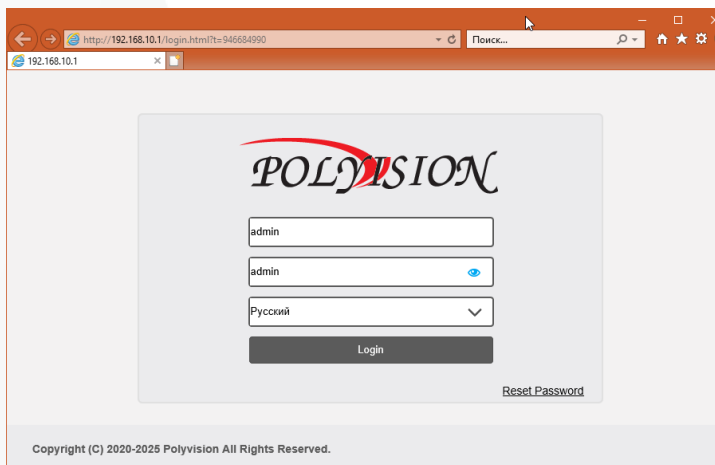 http://192.168.10.1/login.html?t=946684990
Поиск...
192.168.10.1
POLYVISION
admin
admin
Русский
Login
Reset Password
Copyright (C) 2020-2025 Polyvision All Rights Reserved.